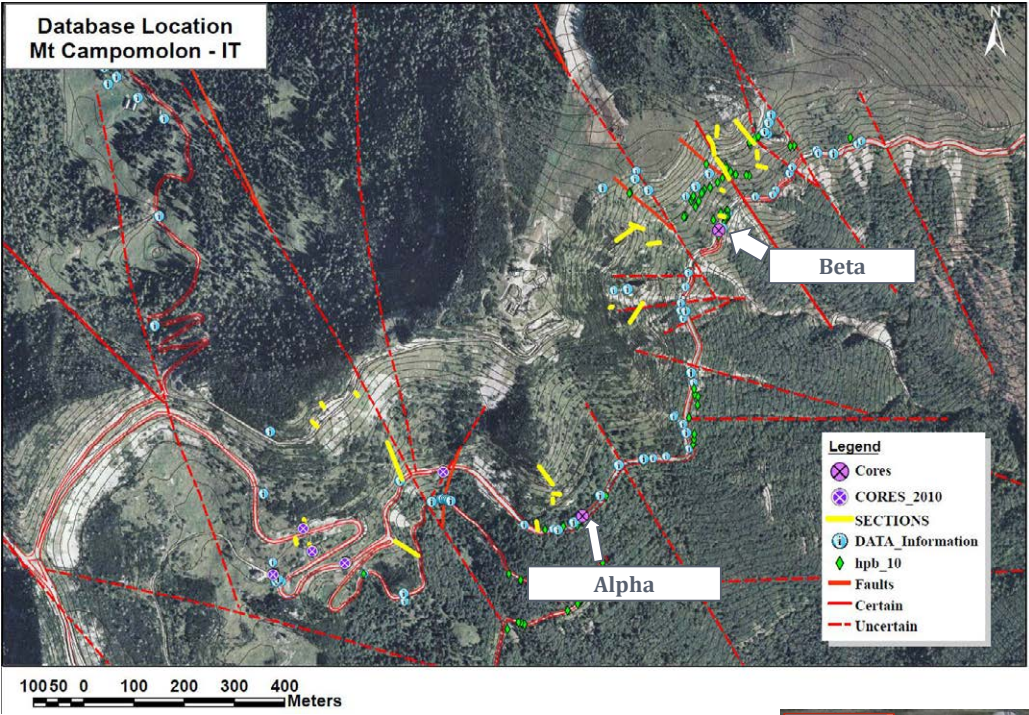 Database Location
Mt Campomolon - IT
N
Beta
Alpha
Legend
Cores
CORES_2010
SECTIONS
DATA_Information
hpb_10
Faults
Certain
Uncertain
100 50 0 100 200 300 400
Meters